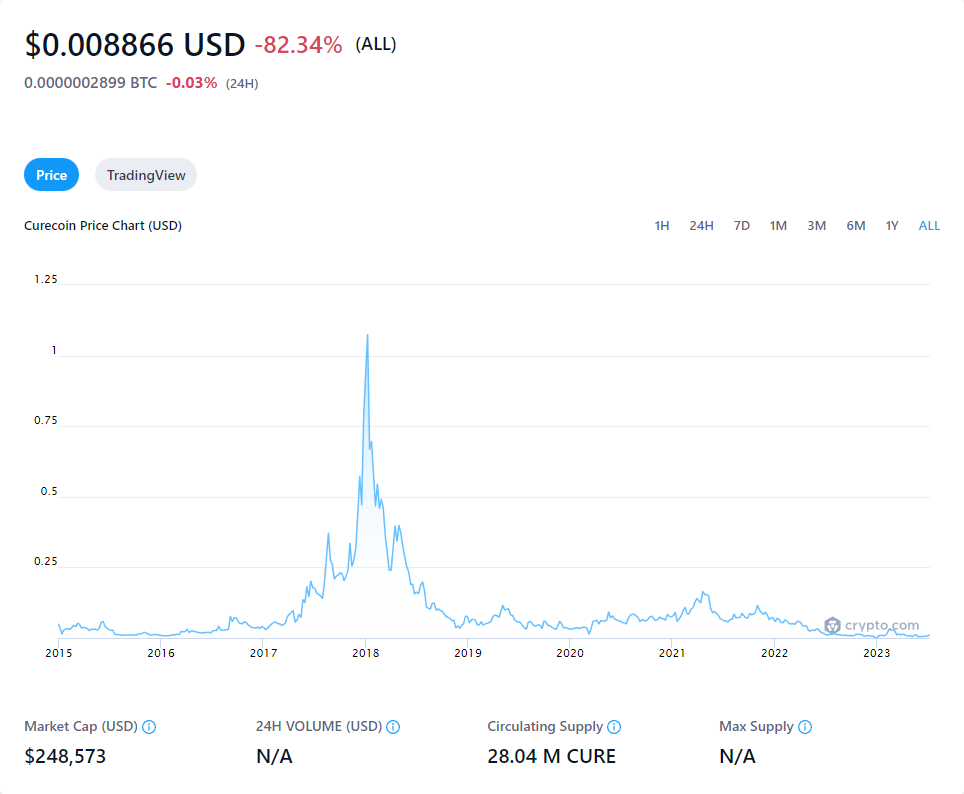 $0.008866 USD -82.34% (ALL)
0.0000002899 BTC -0.03% (24H)
Price TradingView
Curecoin Price Chart (USD) 1H 24H 7D 1M 3M 6M 1Y ALL
1.25
1
0.75
0.5
0.25
crypto.com
2015 2016 2017 2018 2019 2020 2021 2022 2023
Market Cap (USD) 24H VOLUME (USD) Circulating Supply Max Supply
$248,573 N/A 28.04 M CURE N/A